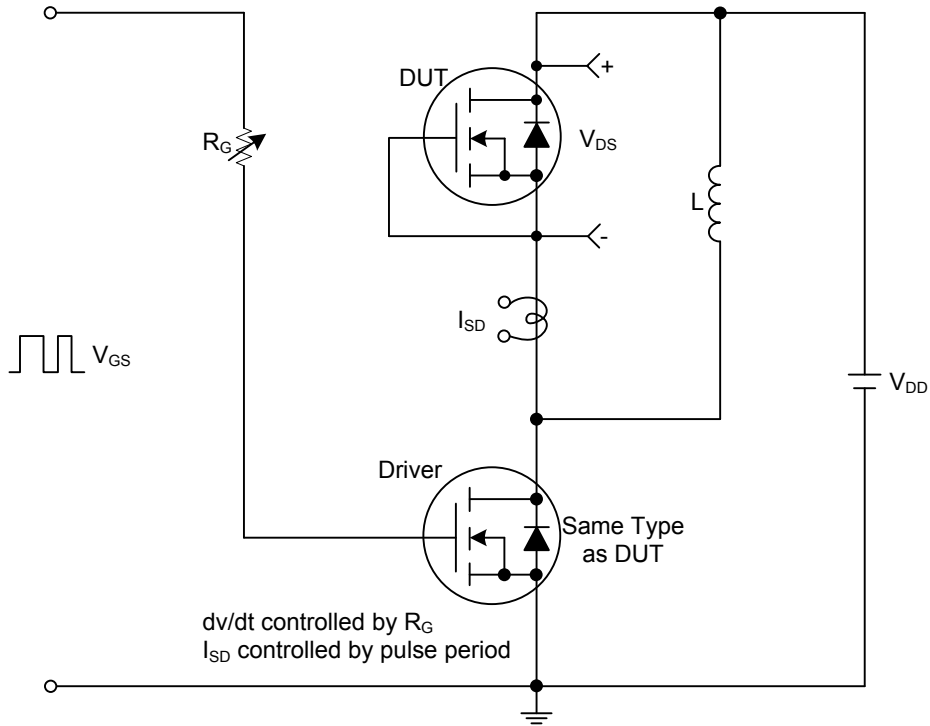 DUT
+
R_G
V_DS
L
-
I_SD
V_GS
V_DD
Driver
Same Type
as DUT
dv/dt controlled by R_G
I_SD controlled by pulse period